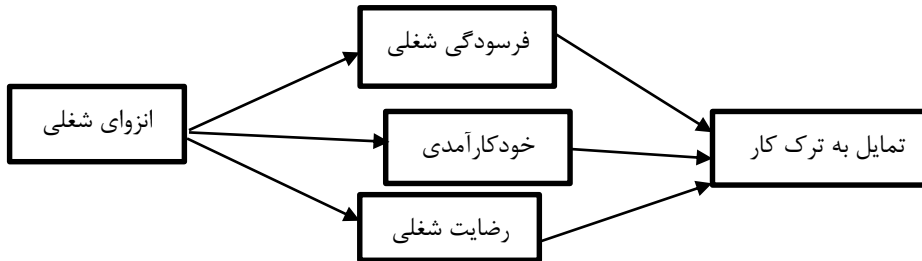 فرسودگی شغلی
انزوای شغلی
خودکارآمدی
تمایل به ترک کار
رضایت شغلی